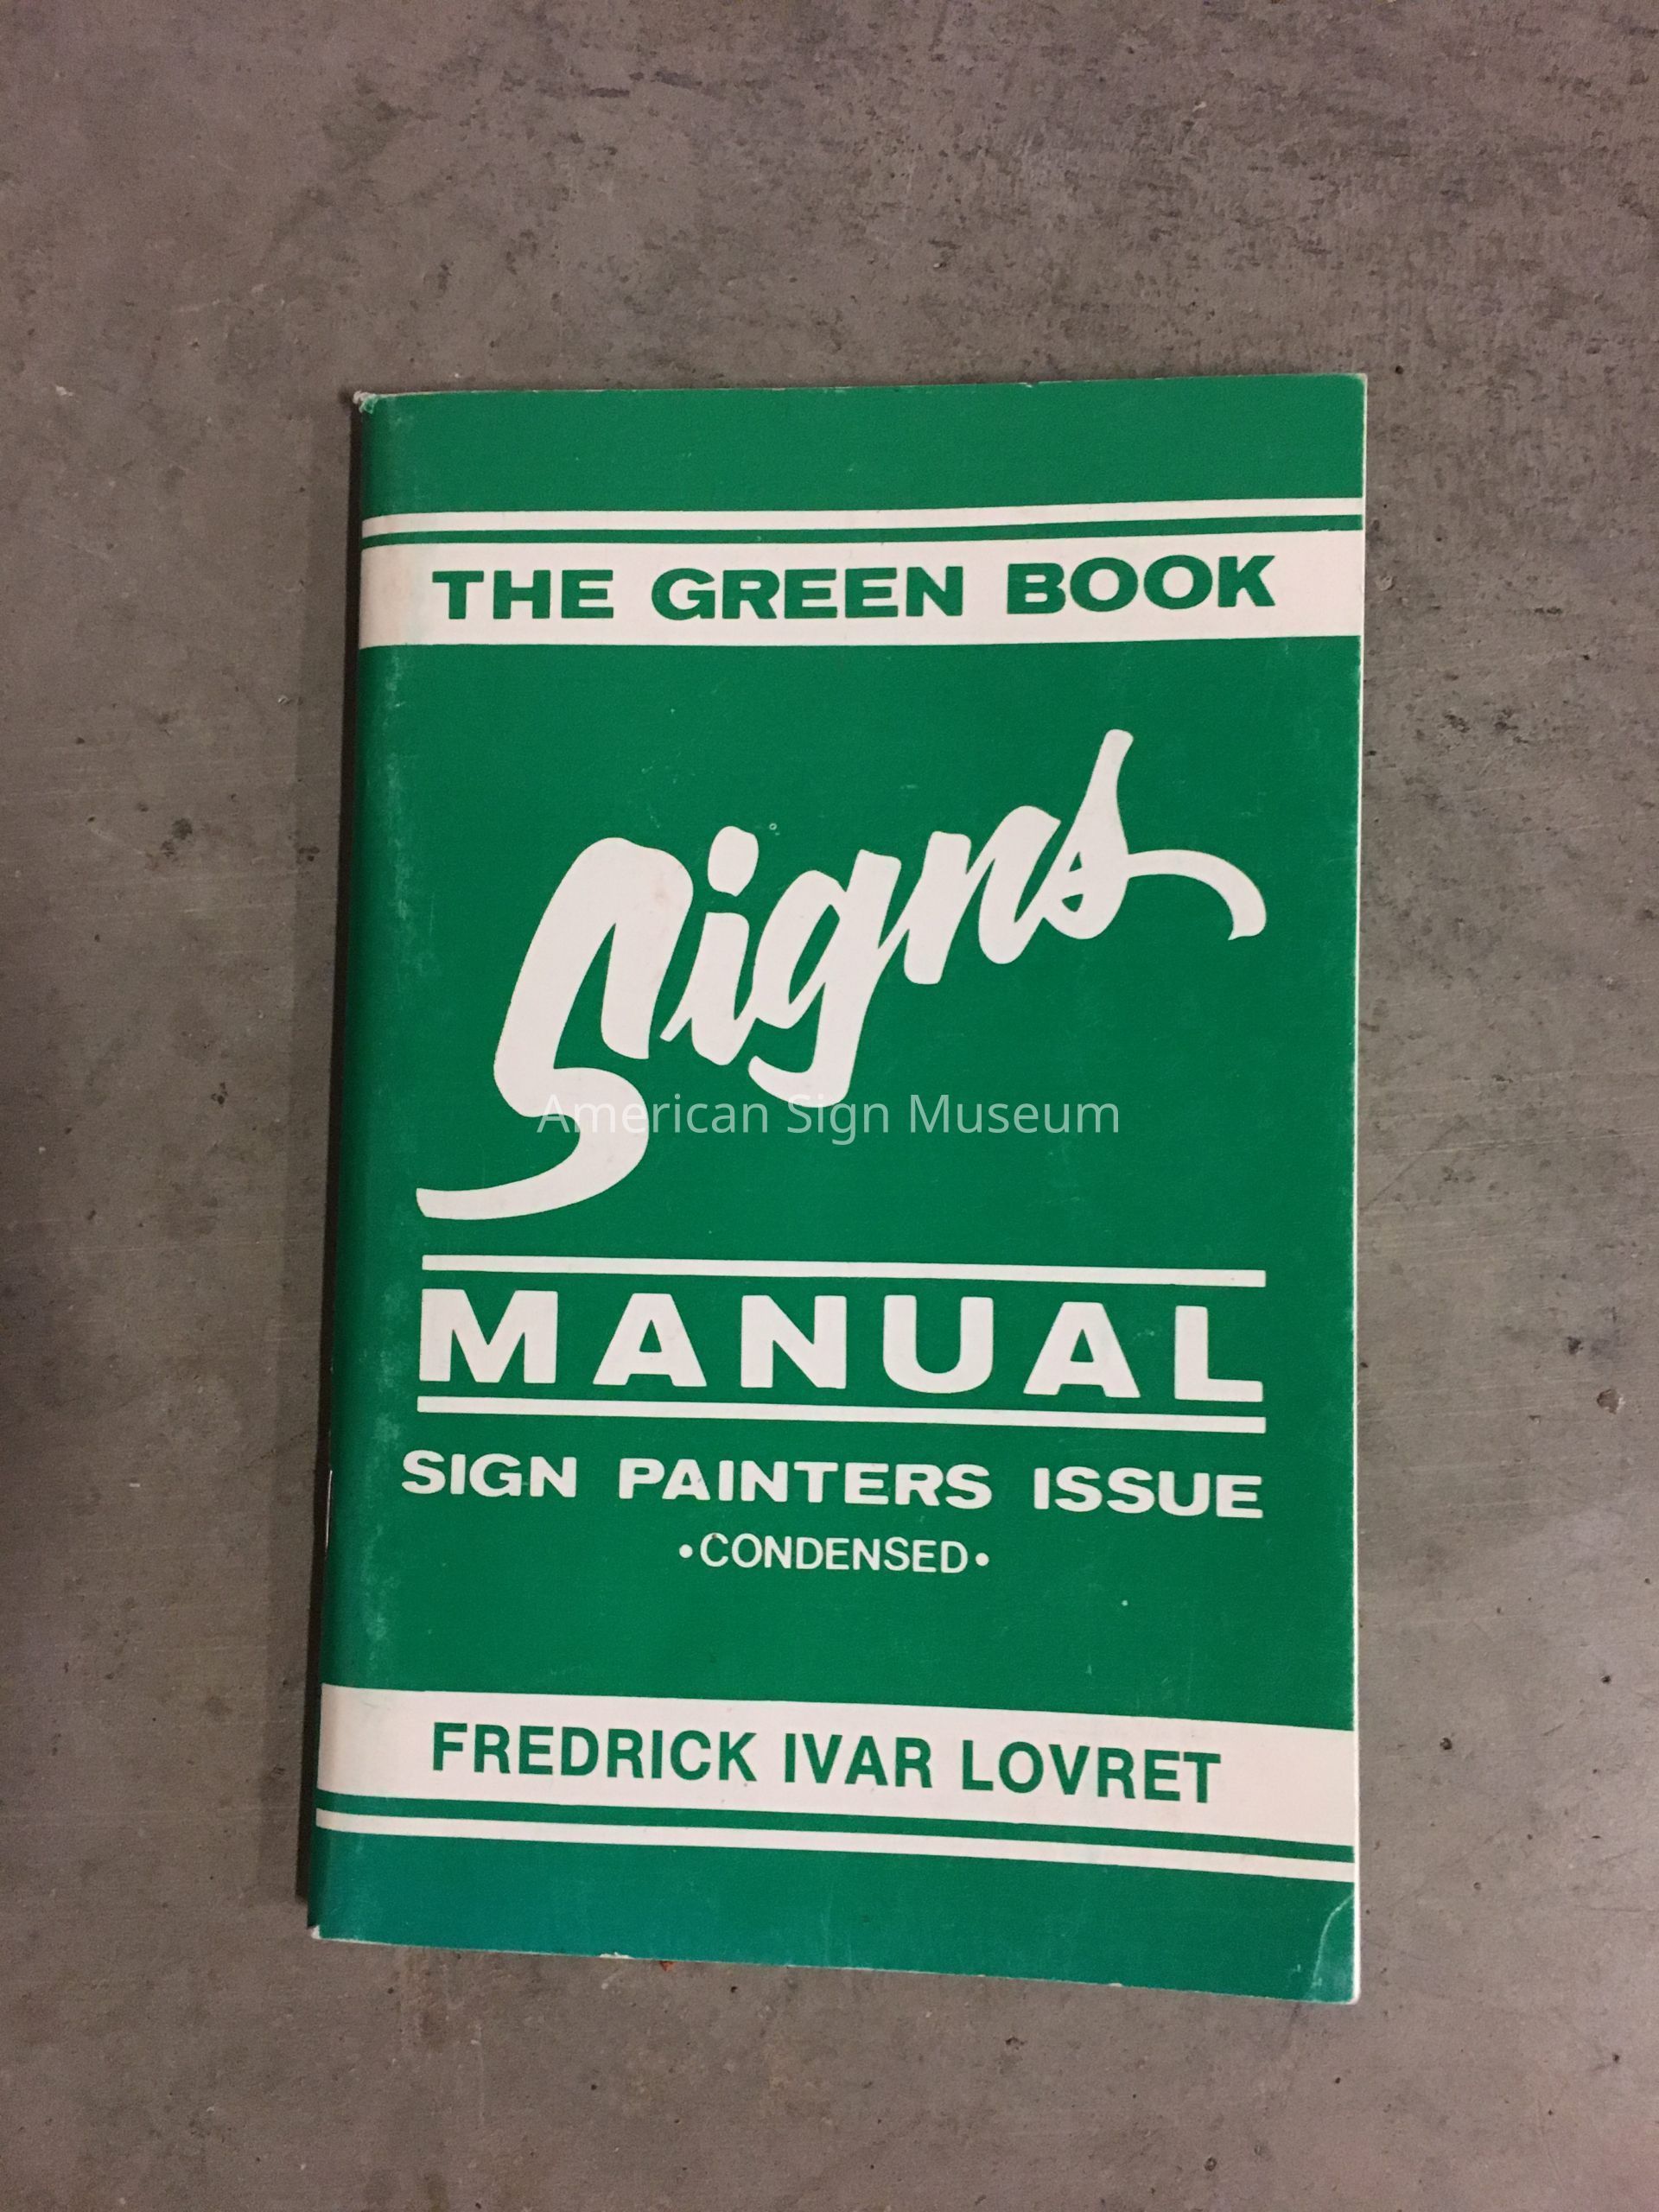 THE GREEN BOOK
Signs
American Sign Museum
MANUAL
SIGN PAINTERS ISSUE
•CONDENSED•
FREDRICK IVAR LOVRET